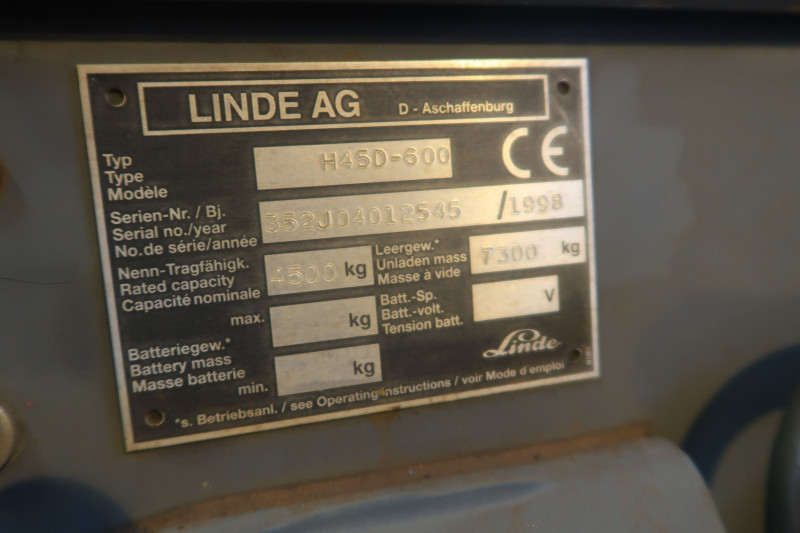 LINDE AG D - Aschaffenburg
Typ
Type
Modèle
H45D-600
CE
Serien-Nr. / Bj.
Serial no./year
No.de série/année
352J04012545 /1998
Nenn-Tragfähigk.
Rated capacity
Capacité nominale
4500 kg
Leergew.*
Unladen mass
Masse à vide
7300 kg
Batteriegew.*
Battery mass
Masse batterie
max. kg
min. kg
Batt.-Sp.
Batt.-volt.
Tension batt.
V
Linde
*s. Betriebsanl. / see Operating instructions / voir Mode d'emploi